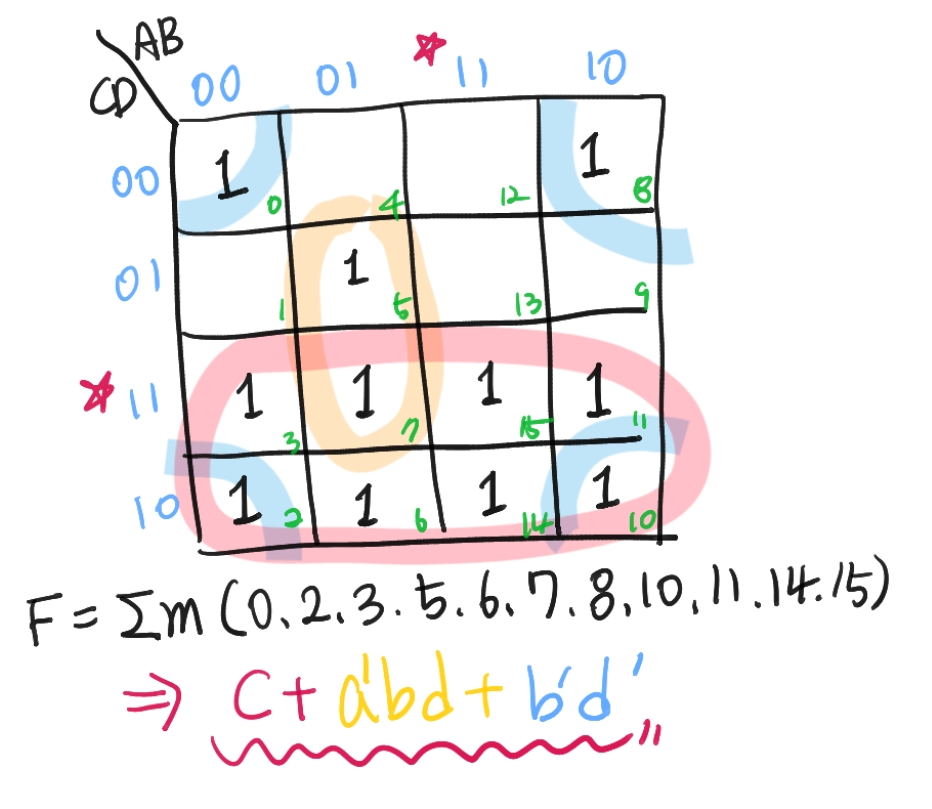 AB
CD
00 01 ☆ 11 10
00 1 0 4 12 1 8
01 1 1 5 13 9
☆ 11 1 3 1 7 1 15 1 11
10 1 2 1 6 1 14 1 10
F = Σm (0, 2, 3. 5. 6, 7. 8, 10, 11. 14. 15)
⇒ C + a'bd + b'd' "